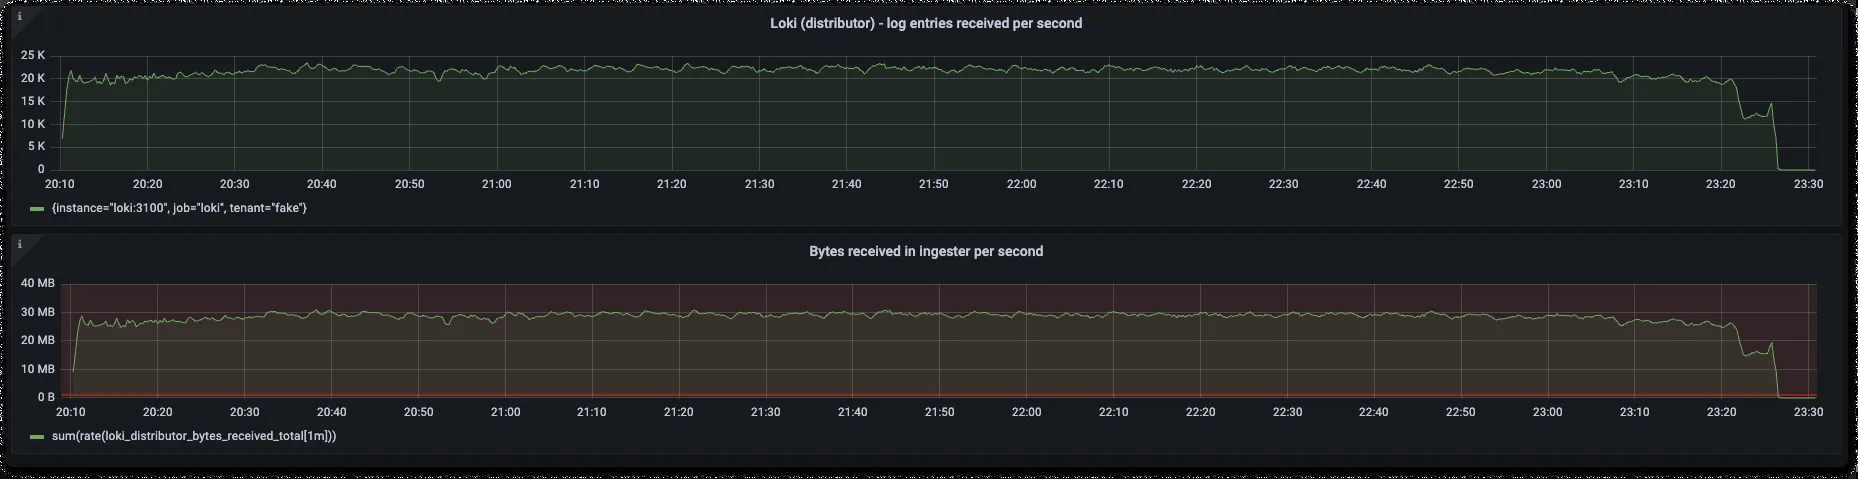 i
Loki (distributor) - log entries received per second
25 K
20 K
15 K
10 K
5 K
0
20:10 20:20 20:30 20:40 20:50 21:00 21:10 21:20 21:30 21:40 21:50 22:00 22:10 22:20 22:30 22:40 22:50 23:00 23:10 23:20 23:30
{instance="loki:3100", job="loki", tenant="fake"}
i
Bytes received in ingester per second
40 MB
30 MB
20 MB
10 MB
0 B
20:10 20:20 20:30 20:40 20:50 21:00 21:10 21:20 21:30 21:40 21:50 22:00 22:10 22:20 22:30 22:40 22:50 23:00 23:10 23:20 23:30
sum(rate(loki_distributor_bytes_received_total[1m]))